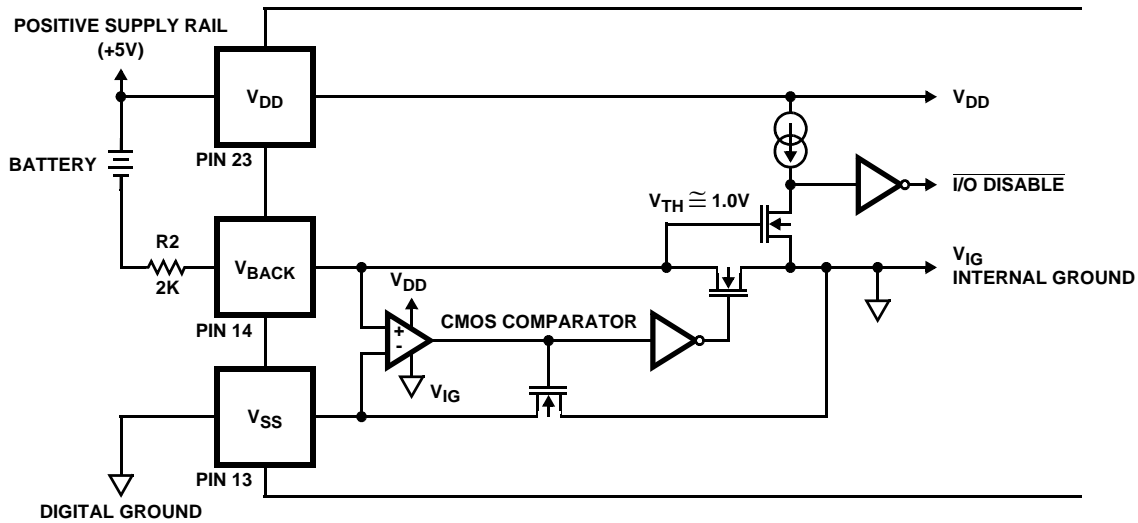 POSITIVE SUPPLY RAIL
(+5V)
VDD
PIN 23
VDD
BATTERY
VTH ≅ 1.0V
I/O DISABLE
R2
2K
VBACK
PIN 14
VDD
+
-
VIG
CMOS COMPARATOR
VIG
INTERNAL GROUND
VSS
PIN 13
DIGITAL GROUND